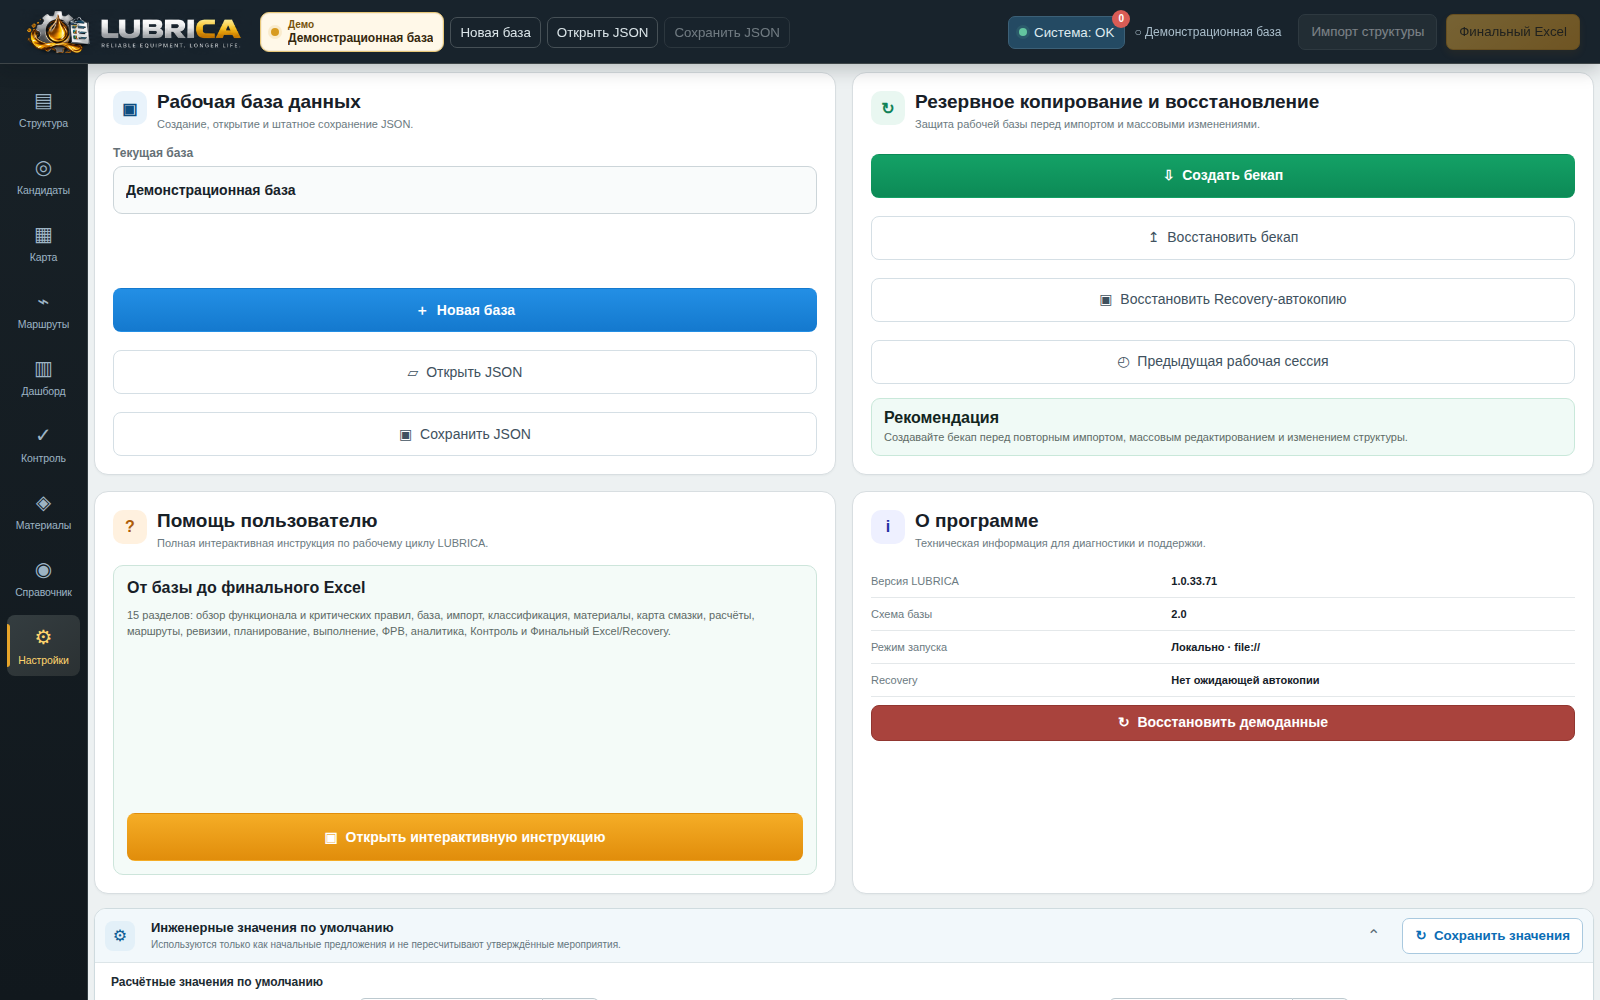 LUBRICA
RELIABLE EQUIPMENT. LONGER LIFE.
Демо
Демонстрационная база
Новая база
Открыть JSON
Сохранить JSON
Система: OK
0
Демонстрационная база
Импорт структуры
Финальный Excel
Структура
Кандидаты
Карта
Маршруты
Дашборд
Контроль
Материалы
Справочник
Настройки
Рабочая база данных
Создание, открытие и штатное сохранение JSON.
Текущая база
Демонстрационная база
+ Новая база
Открыть JSON
Сохранить JSON
Резервное копирование и восстановление
Защита рабочей базы перед импортом и массовыми изменениями.
Создать бекап
Восстановить бекап
Восстановить Recovery-автокопию
Предыдущая рабочая сессия
Рекомендация
Создавайте бекап перед повторным импортом, массовым редактированием и изменением структуры.
?
Помощь пользователю
Полная интерактивная инструкция по рабочему циклу LUBRICA.
От базы до финального Excel
15 разделов: обзор функционала и критических правил, база, импорт, классификация, материалы, карта смазки, расчёты,
маршруты, ревизии, планирование, выполнение, ФРВ, аналитика, Контроль и Финальный Excel/Recovery.
Открыть интерактивную инструкцию
i
О программе
Техническая информация для диагностики и поддержки.
Версия LUBRICA 1.0.33.71
Схема базы 2.0
Режим запуска Локально · file://
Recovery Нет ожидающей автокопии
Восстановить демоданные
Инженерные значения по умолчанию
Используются только как начальные предложения и не пересчитывают утверждённые мероприятия.
Сохранить значения
Расчётные значения по умолчанию